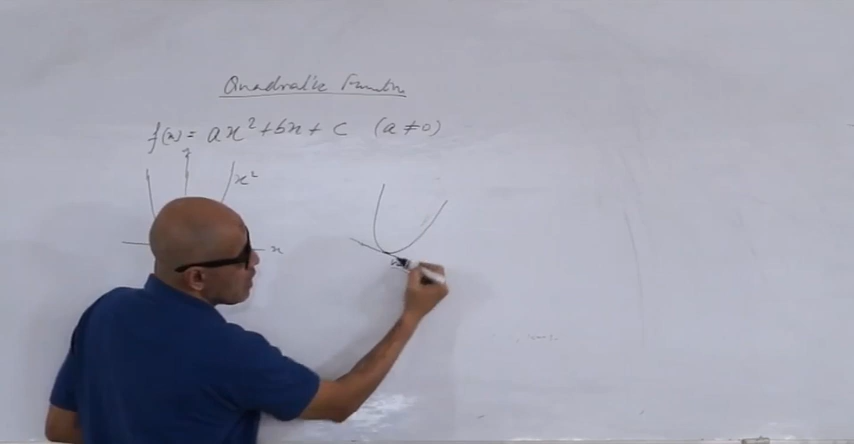 Quadratic Function
f(x) = ax² + bx + c (a ≠ 0)
x²
x